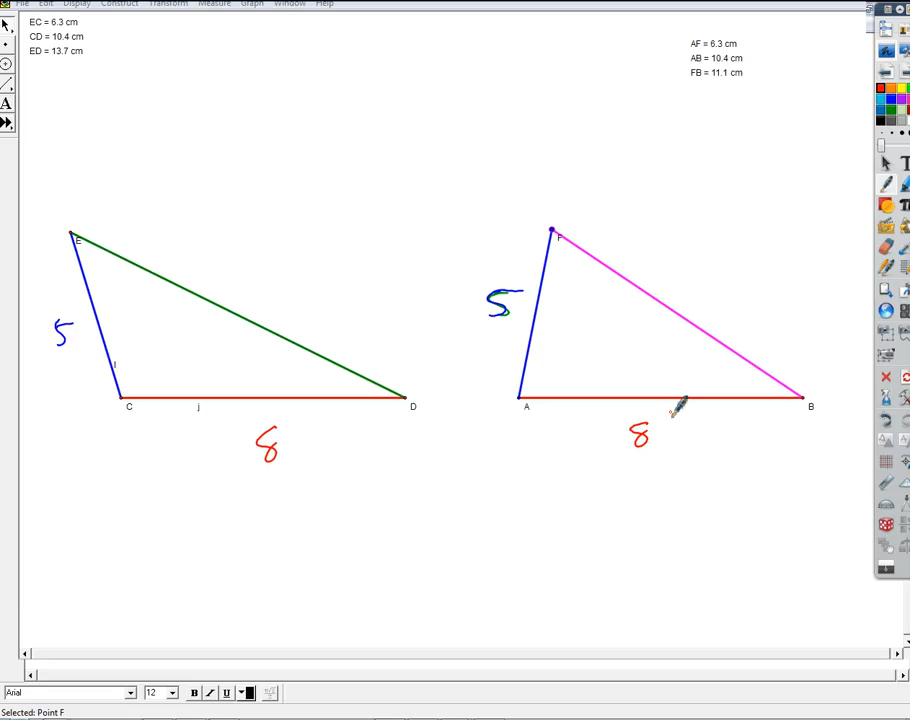 File Edit Display Construct Transform Measure Graph Window Help
EC = 6.3 cm
CD = 10.4 cm
ED = 13.7 cm
AF = 6.3 cm
AB = 10.4 cm
FB = 11.1 cm
A
T
E
F
5
5
I
C
j
D
A
B
8
8
Arial
12
B I U
Selected: Point F